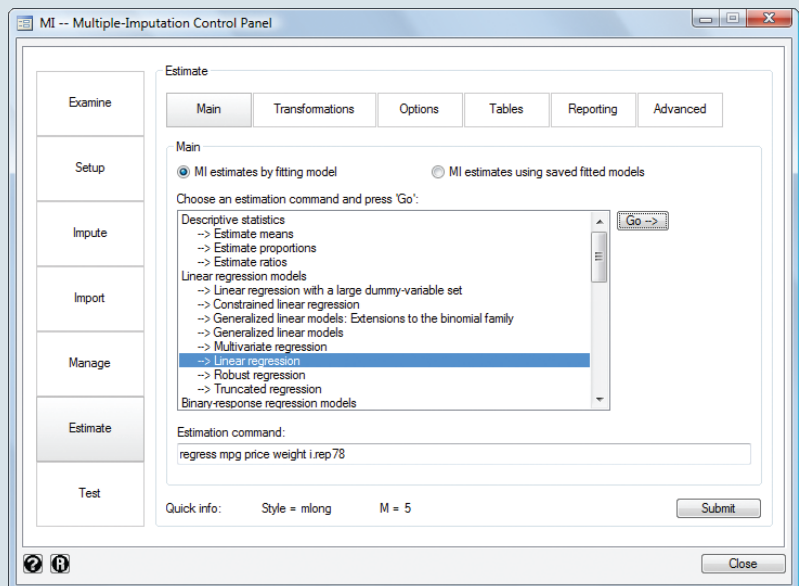 MI -- Multiple-Imputation Control Panel
Examine
Setup
Impute
Import
Manage
Estimate
Test
Estimate
Main
Transformations
Options
Tables
Reporting
Advanced
Main
MI estimates by fitting model
MI estimates using saved fitted models
Choose an estimation command and press 'Go':
Descriptive statistics
--> Estimate means
--> Estimate proportions
--> Estimate ratios
Linear regression models
--> Linear regression with a large dummy-variable set
--> Constrained linear regression
--> Generalized linear models: Extensions to the binomial family
--> Generalized linear models
--> Multivariate regression
--> Linear regression
--> Robust regression
--> Truncated regression
Binary-response regression models
Go -->
Estimation command:
regress mpg price weight i.rep78
Quick info: Style = mlong M = 5
Submit
? R
Close